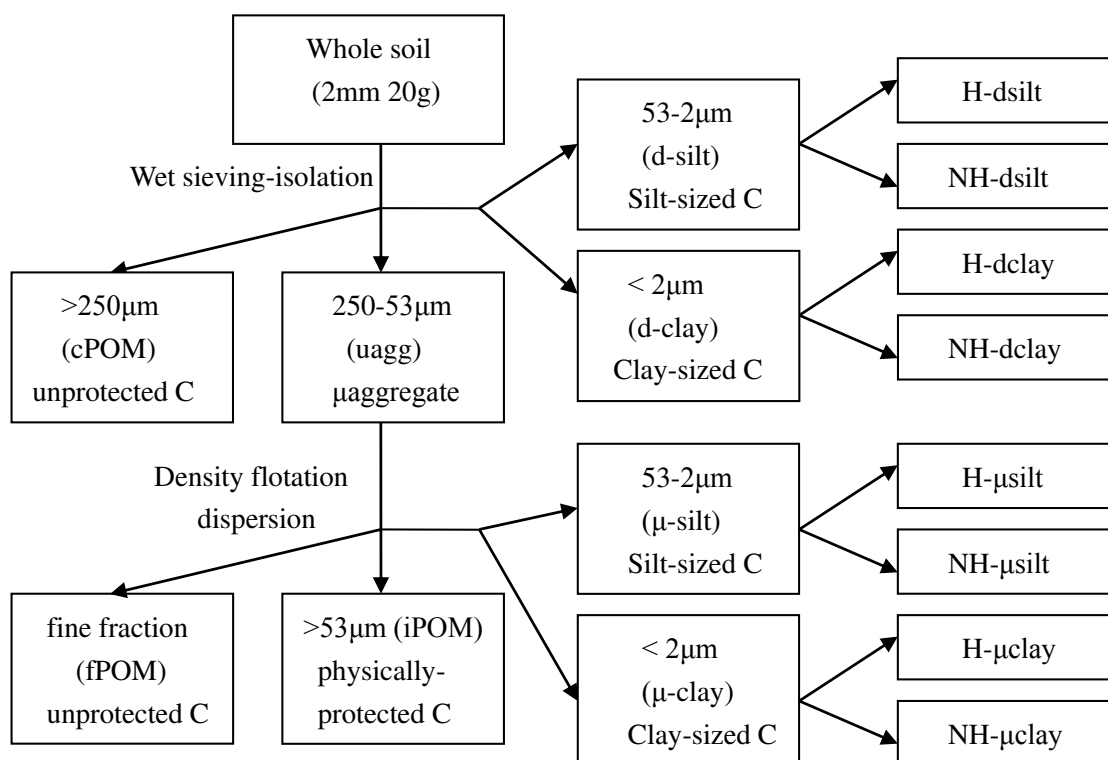 Whole soil
(2mm 20g)
Wet sieving-isolation
>250μm
(cPOM)
unprotected C
250-53μm
(uagg)
μaggregate
53-2μm
(d-silt)
Silt-sized C
H-dsilt
NH-dsilt
< 2μm
(d-clay)
Clay-sized C
H-dclay
NH-dclay
Density flotation
dispersion
fine fraction
(fPOM)
unprotected C
>53μm (iPOM)
physically-
protected C
53-2μm
(μ-silt)
Silt-sized C
H-μsilt
NH-μsilt
< 2μm
(μ-clay)
Clay-sized C
H-μclay
NH-μclay